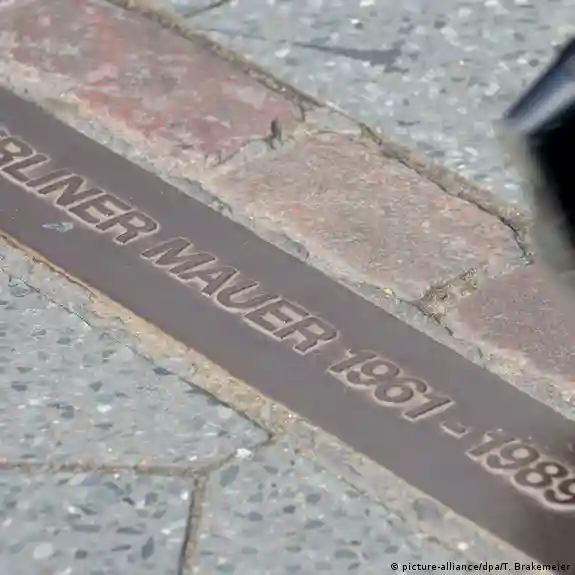 RLINER MAUER 1961 - 1989
© picture-alliance/dpa/T. Brakemeier